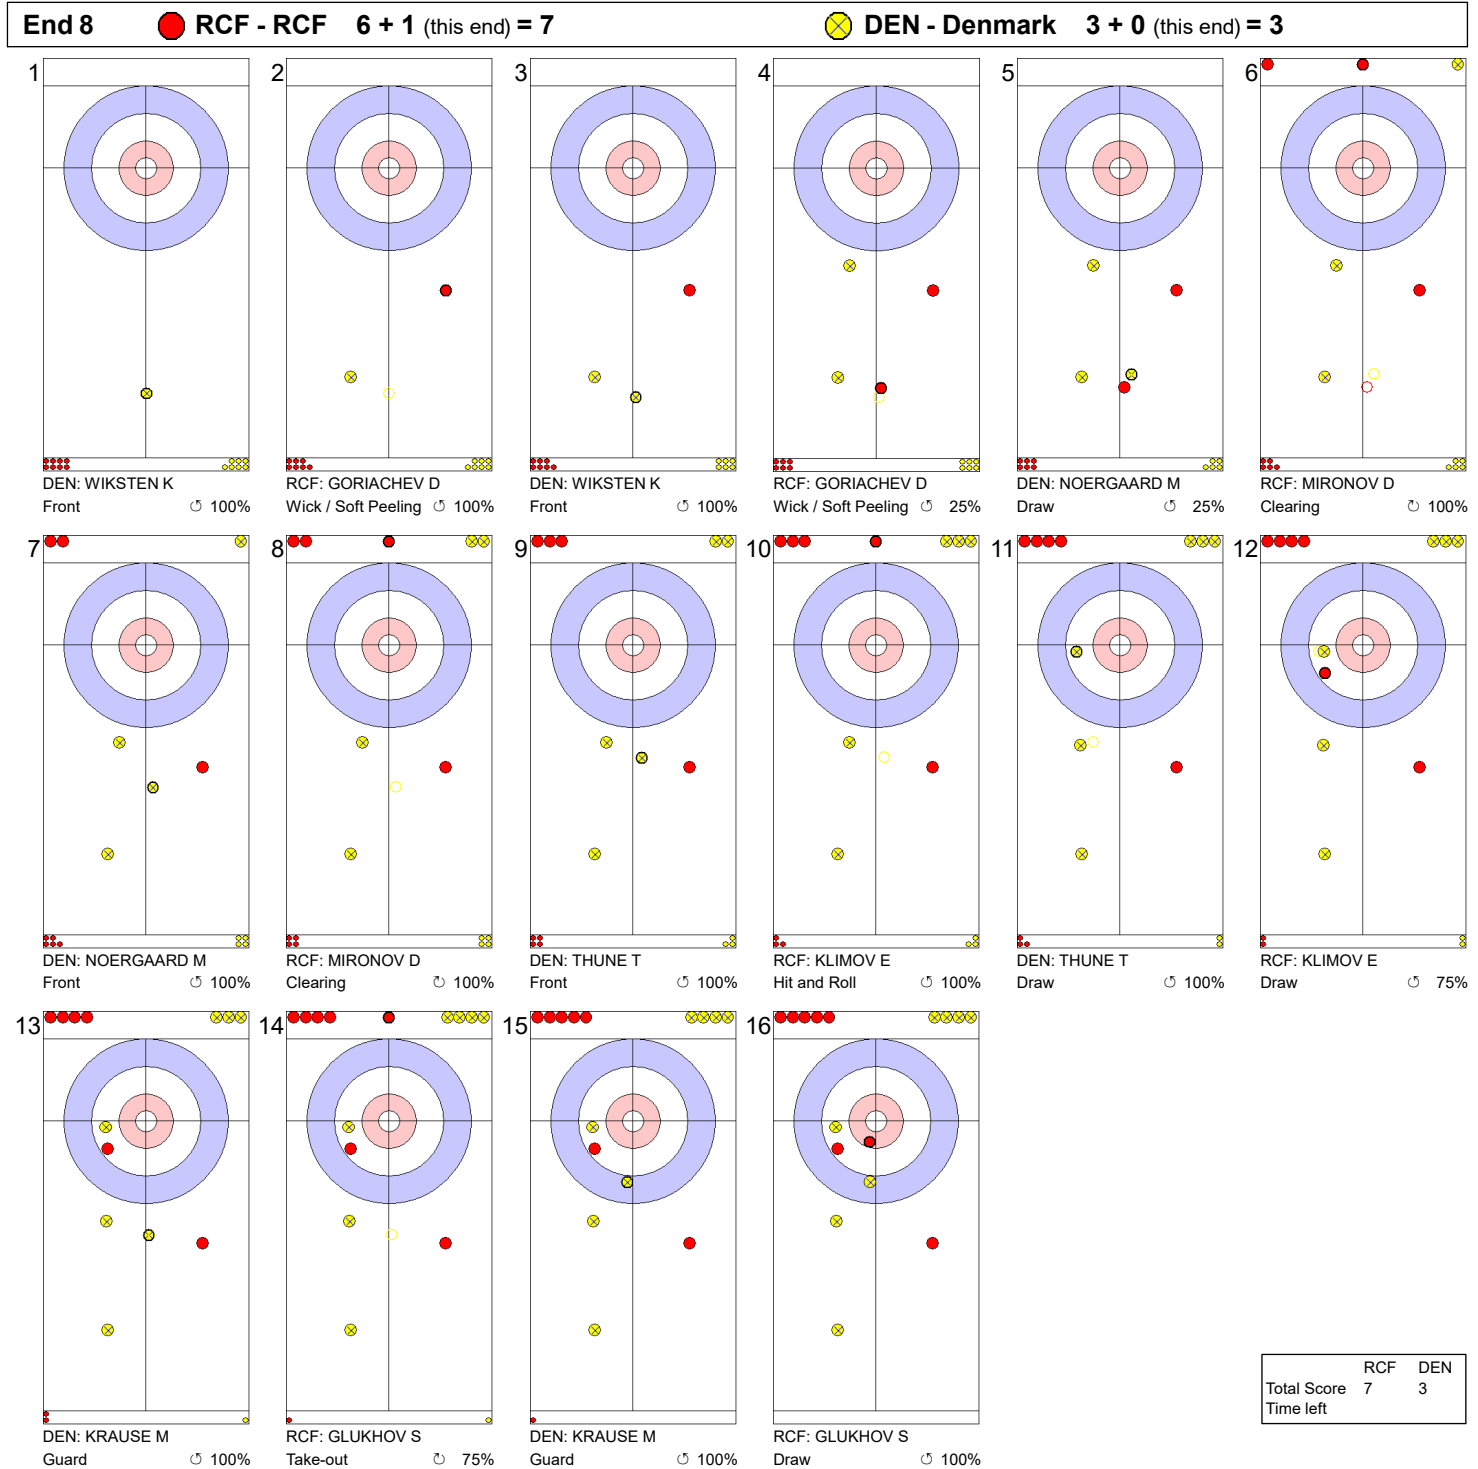 End 8 RCF - RCF 6 + 1 (this end) = 7 DEN - Denmark 3 + 0 (this end) = 3
1 2 3 4 5 6
DEN: WIKSTEN K RCF: GORIACHEV D DEN: WIKSTEN K RCF: GORIACHEV D DEN: NOERGAARD M RCF: MIRONOV D
Front ↺ 100% Wick / Soft Peeling ↺ 100% Front ↺ 100% Wick / Soft Peeling ↺ 25% Draw ↺ 25% Clearing ↺ 100%
7 8 9 10 11 12
DEN: NOERGAARD M RCF: MIRONOV D DEN: THUNE T RCF: KLIMOV E DEN: THUNE T RCF: KLIMOV E
Front ↺ 100% Clearing ↺ 100% Front ↺ 100% Hit and Roll ↺ 100% Draw ↺ 100% Draw ↺ 75%
13 14 15 16
DEN: KRAUSE M RCF: GLUKHOV S DEN: KRAUSE M RCF: GLUKHOV S
Guard ↺ 100% Take-out ↺ 75% Guard ↺ 100% Draw ↺ 100%
RCF DEN
Total Score 7 3
Time left